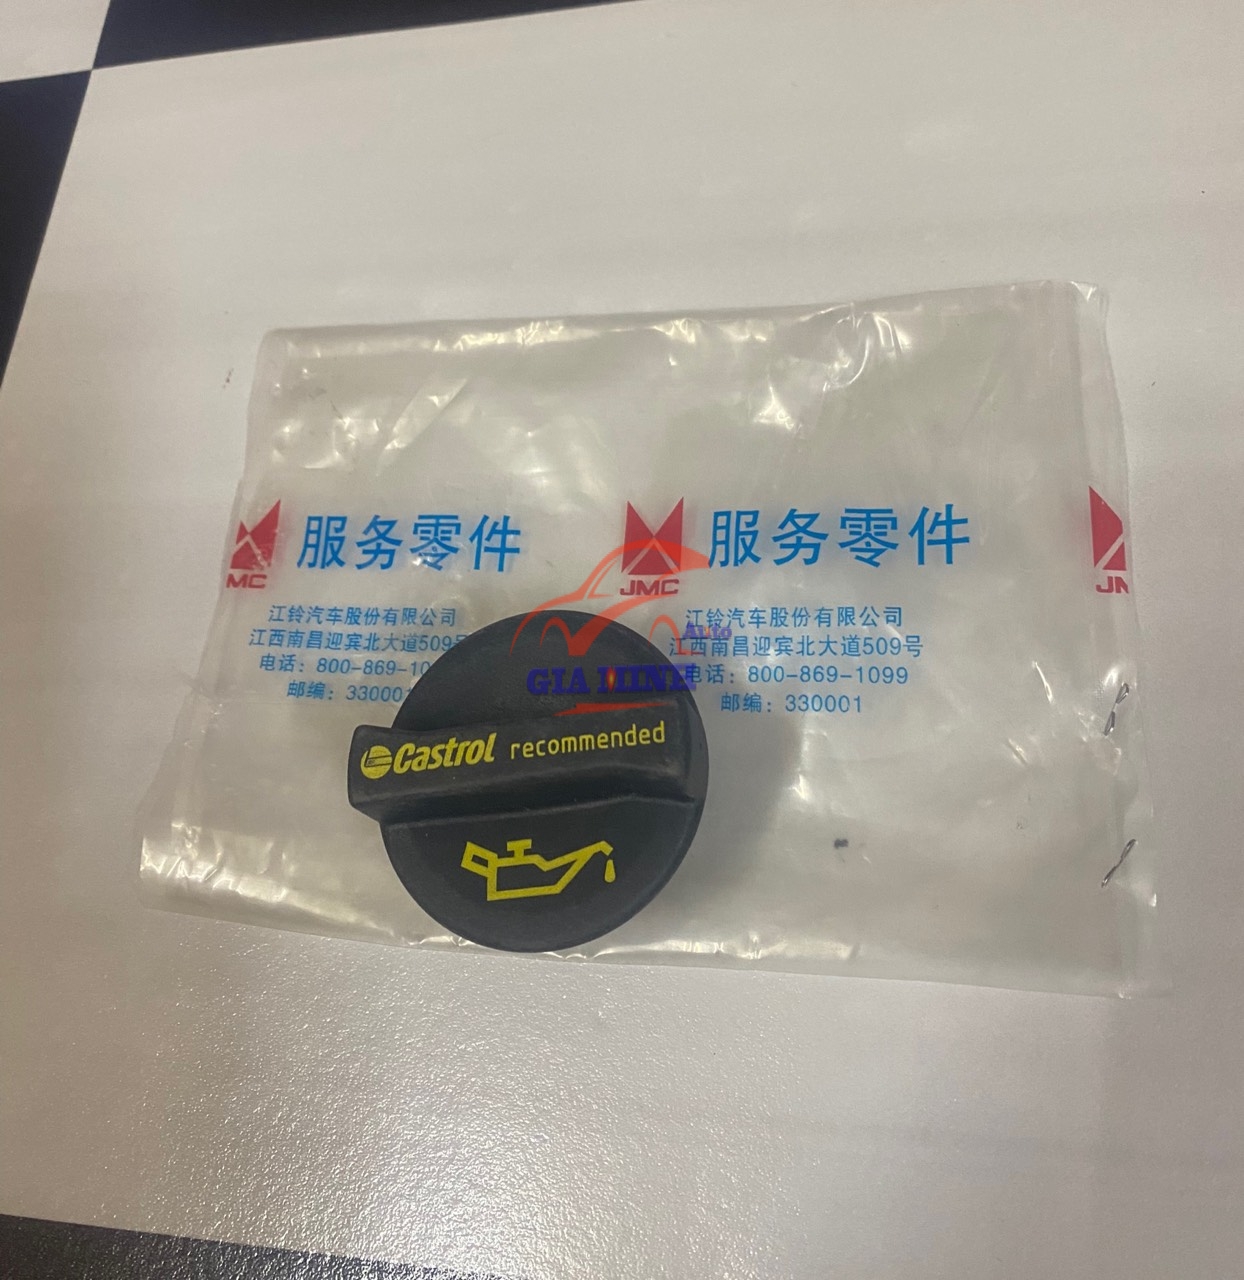 服务零件
MC
江铃汽车股份有限公司
江西南昌迎宾北大道509号
电话：800-869-10
邮编：330001
服务零件
JMC
江铃汽车股份有限公司
江西南昌迎宾北大道509号
电话：800-869-1099
邮编：330001
JM
Auto
GIA HINH
Castrol recommended